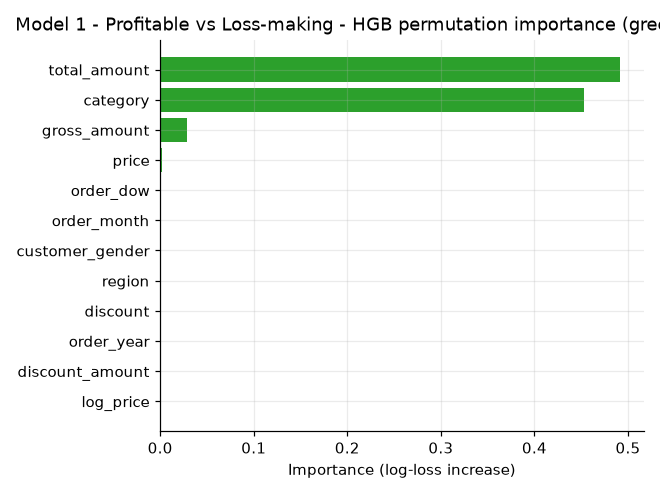 Model 1 - Profitable vs Loss-making - HGB permutation importance (gree
total_amount
category
gross_amount
price
order_dow
order_month
customer_gender
region
discount
order_year
discount_amount
log_price
0.0 0.1 0.2 0.3 0.4 0.5
Importance (log-loss increase)